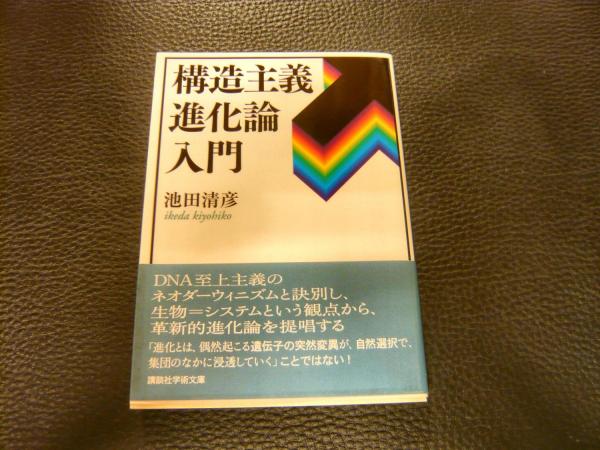 構造主義
進化論
入門
池田清彦
ikeda kiyohiko
DNA至上主義の
ネオダーウィニズムと訣別し、
生物＝システムという観点から、
革新的進化論を提唱する
「進化とは、偶然起こる遺伝子の突然変異が、自然選択で、
集団のなかに浸透していく」ことではない！
講談社学術文庫